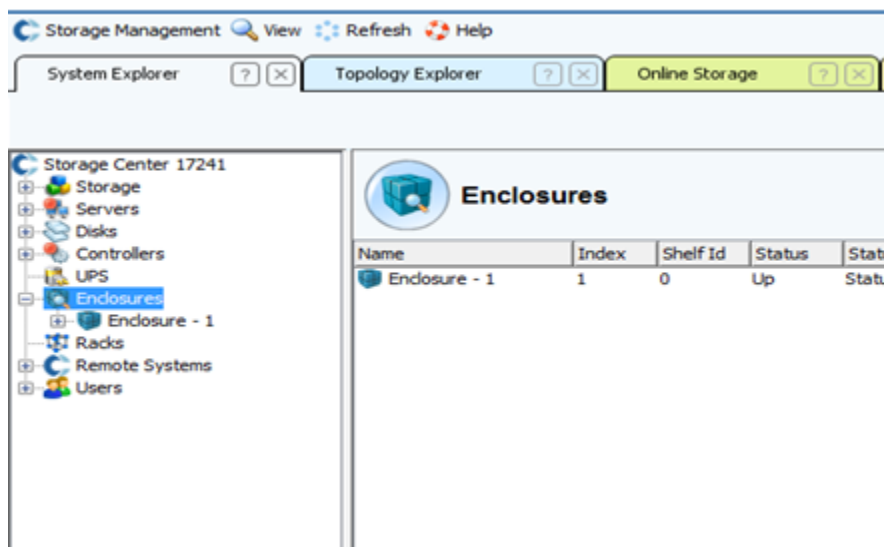 Storage Management View Refresh Help
System Explorer ? Topology Explorer ? Online Storage ?
Storage Center 17241
Storage
Servers
Disks
Controllers
UPS
Enclosures
Enclosure - 1
Racks
Remote Systems
Users
Enclosures
Name Index Shelf Id Status
Enclosure - 1 1 0 Up